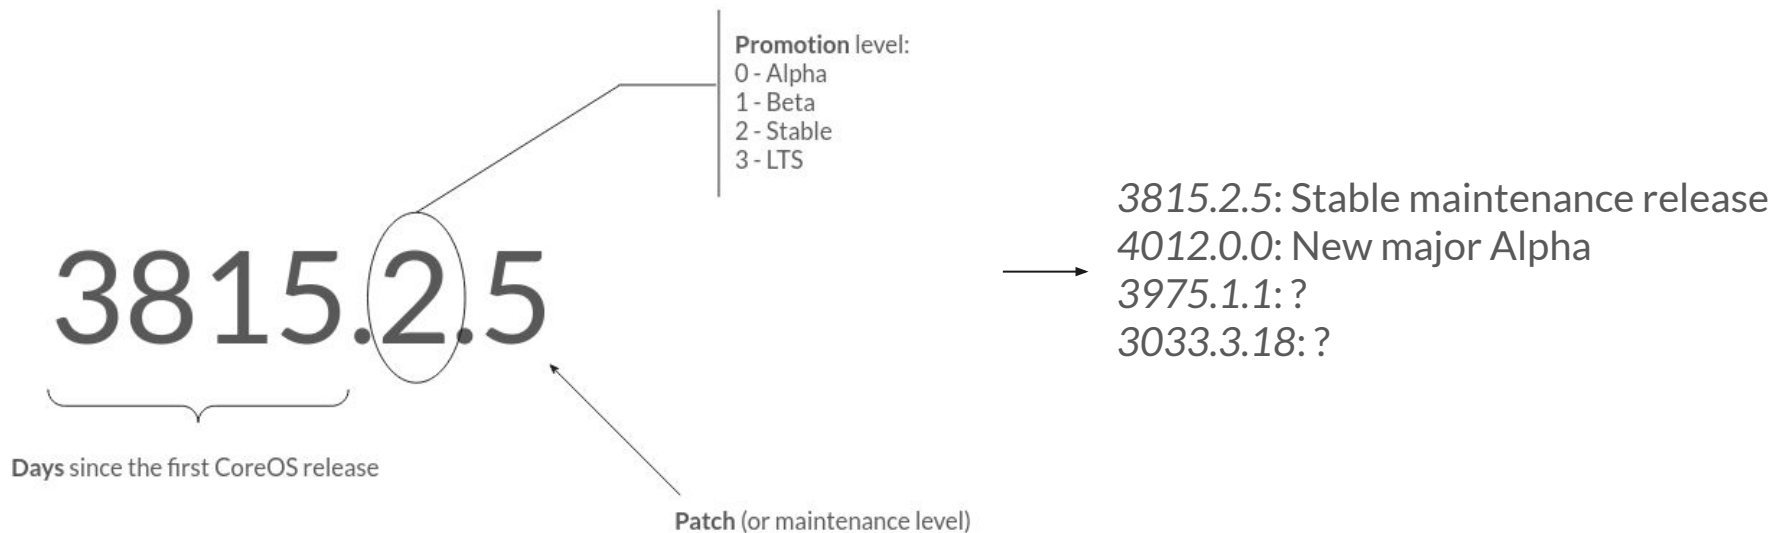 Promotion level:
0 - Alpha
1 - Beta
2 - Stable
3 - LTS
3815.2.5
Days since the first CoreOS release
Patch (or maintenance level)
3815.2.5: Stable maintenance release
4012.0.0: New major Alpha
3975.1.1: ?
3033.3.18: ?